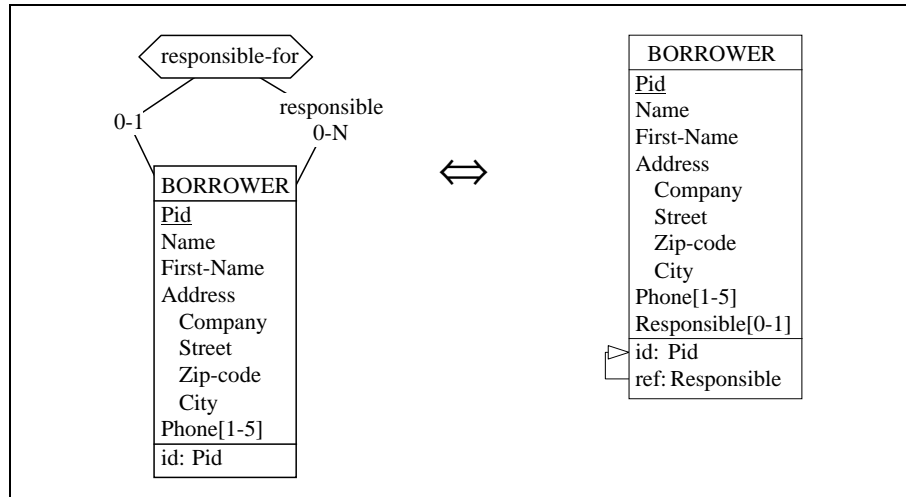 responsible-for
0-1
responsible
0-N
BORROWER
Pid
Name
First-Name
Address
Company
Street
Zip-code
City
Phone[1-5]
id: Pid
⇔
BORROWER
Pid
Name
First-Name
Address
Company
Street
Zip-code
City
Phone[1-5]
Responsible[0-1]
id: Pid
ref: Responsible